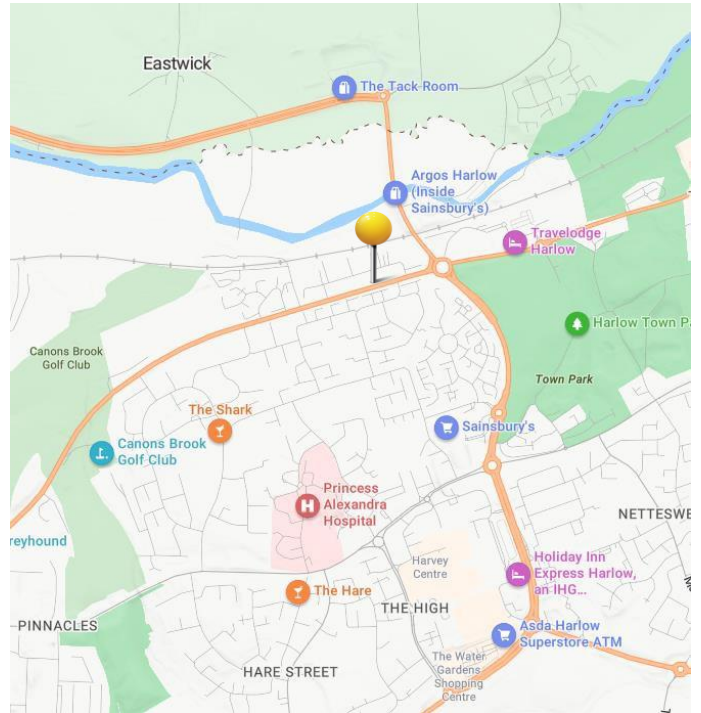 Eastwick
The Tack Room
Argos Harlow
(Inside
Sainsbury's)
Travelodge
Harlow
Harlow Town
Canons Brook
Golf Club
Town Park
The Shark
Sainsbury's
Canons Brook
Golf Club
Princess
Alexandra
Hospital
reyhound
NETTESWE
Harvey
Centre
Holiday Inn
Express Harlow,
an IHG...
The Hare
THE HIGH
PINNACLES
Asda Harlow
Superstore ATM
The Water
Gardens
Shopping
Centre
HARE STREET